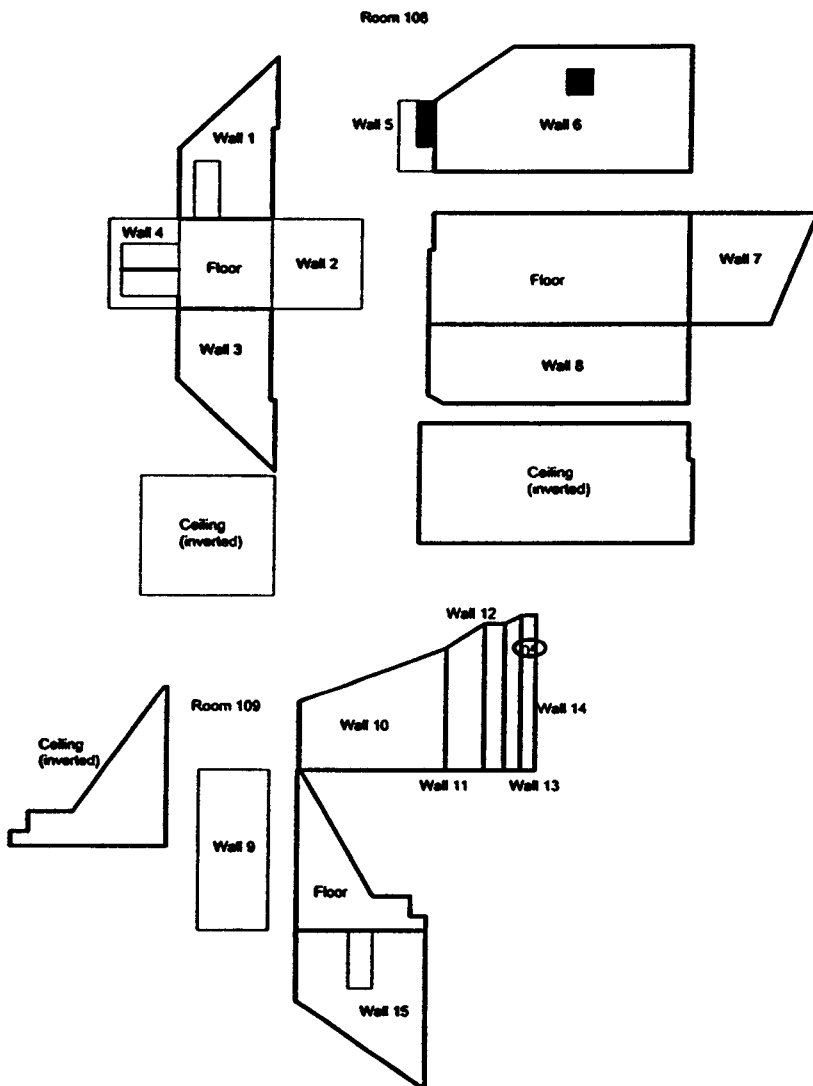 Room 108
Wall 1
Wall 5
Wall 6
Wall 4
Floor
Wall 2
Wall 7
Floor
Wall 3
Wall 8
Ceiling
(inverted)
Ceiling
(inverted)
Wall 12
Room 109
Wall 10
Wall 14
Ceiling
(inverted)
Wall 11
Wall 13
Wall 9
Floor
Wall 15